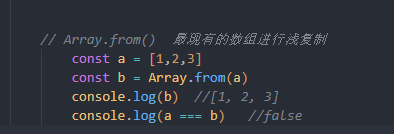 // Array.from()  最现有的数组进行浅复制
const a = [1,2,3]
const b = Array.from(a)
console.log(b)  //[1, 2, 3]
console.log(a === b)   //false